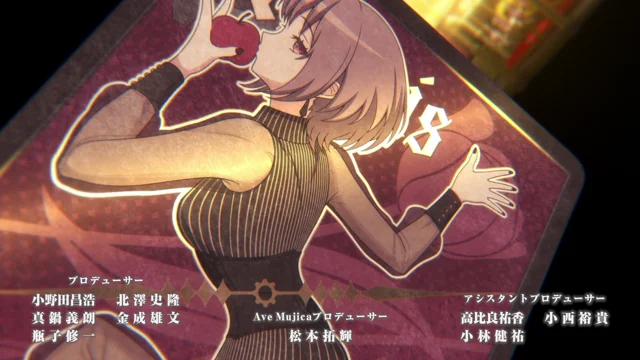 '18
プロデューサー
小野田昌浩 北澤史隆
真鍋義朗 金成雄文
瓶子修一
Ave Mujicaプロデューサー
松本拓輝
アシスタントプロデューサー
高比良祐香 小西裕貴
小林健祐